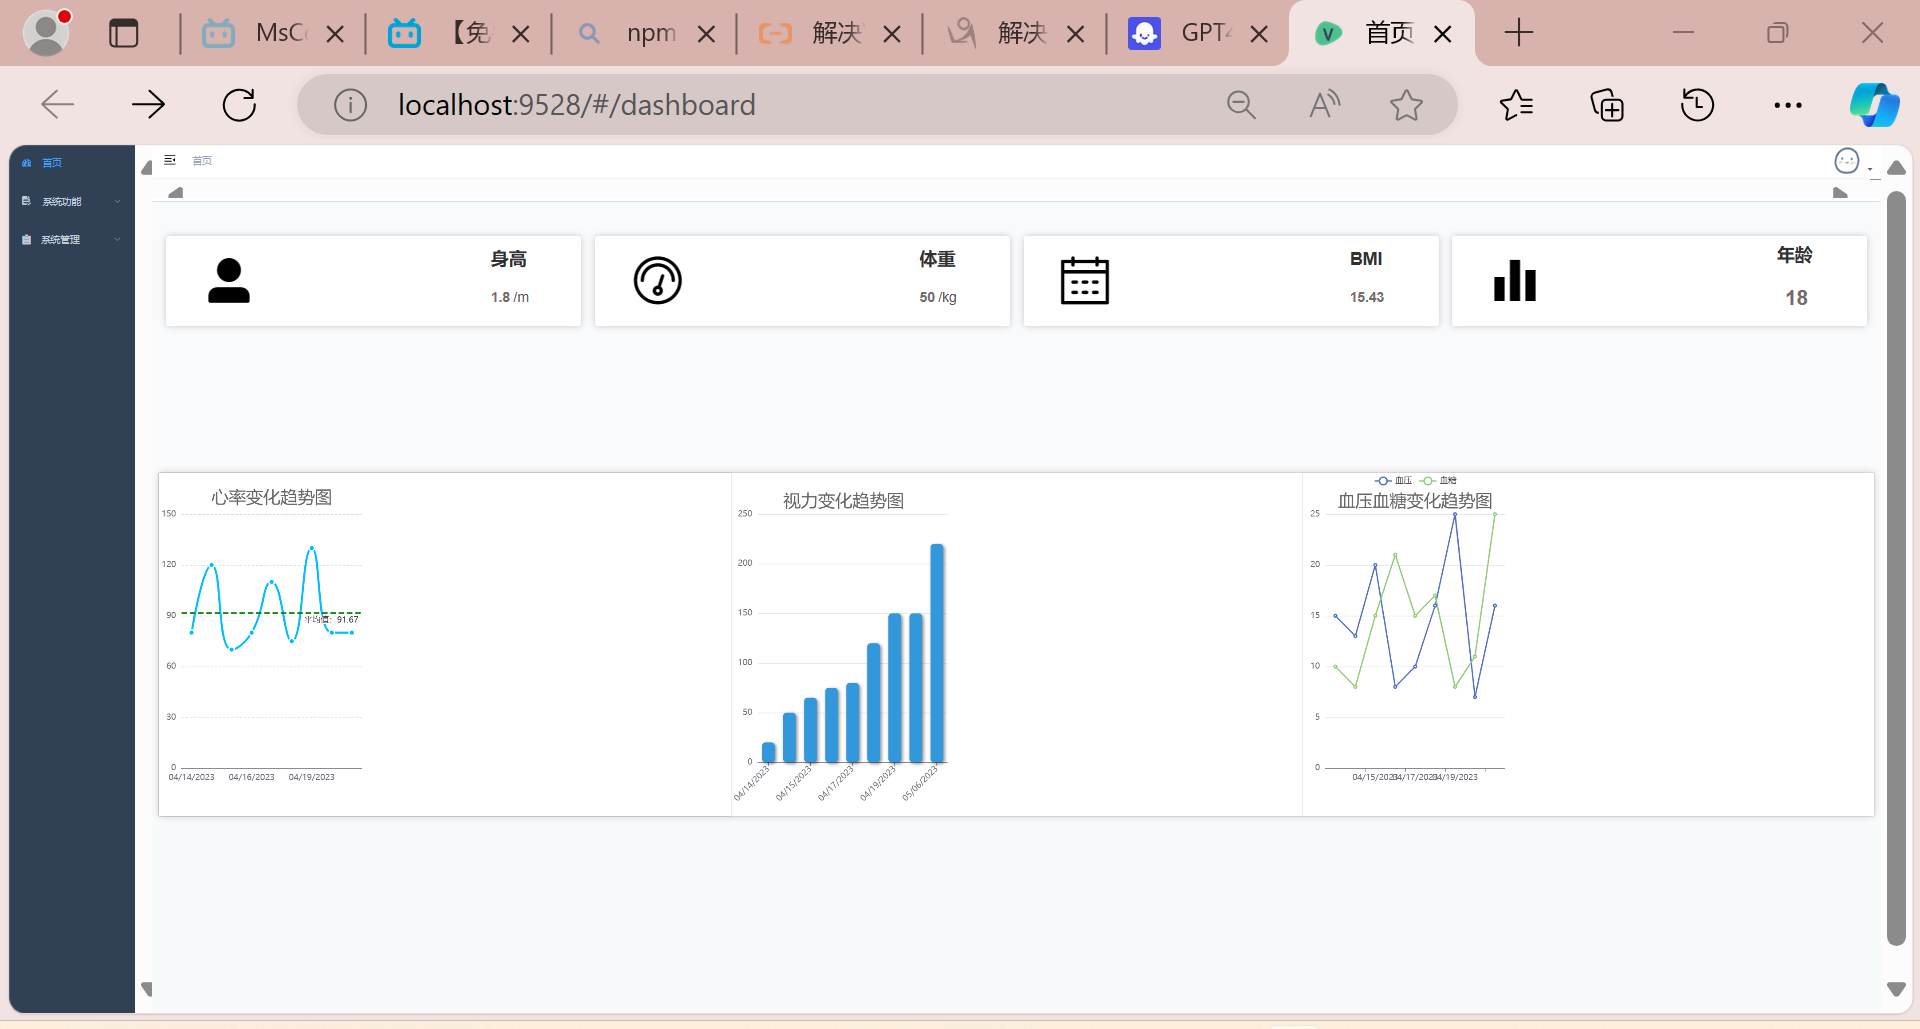 MsC
【免
npm
解决
解决
GPT4
首页
localhost:9528/#/dashboard
首页
系统功能
系统管理
首页
身高
1.8 /m
体重
50 /kg
BMI
15.43
年龄
18
心率变化趋势图
150
120
90
60
30
0
平均值: 91.67
04/14/2023
04/16/2023
04/19/2023
视力变化趋势图
250
200
150
100
50
0
04/14/2023
04/15/2023
04/17/2023
04/19/2023
05/06/2023
血压
血糖
血压血糖变化趋势图
25
20
15
10
5
0
04/15/2023
04/17/2023
04/19/2023